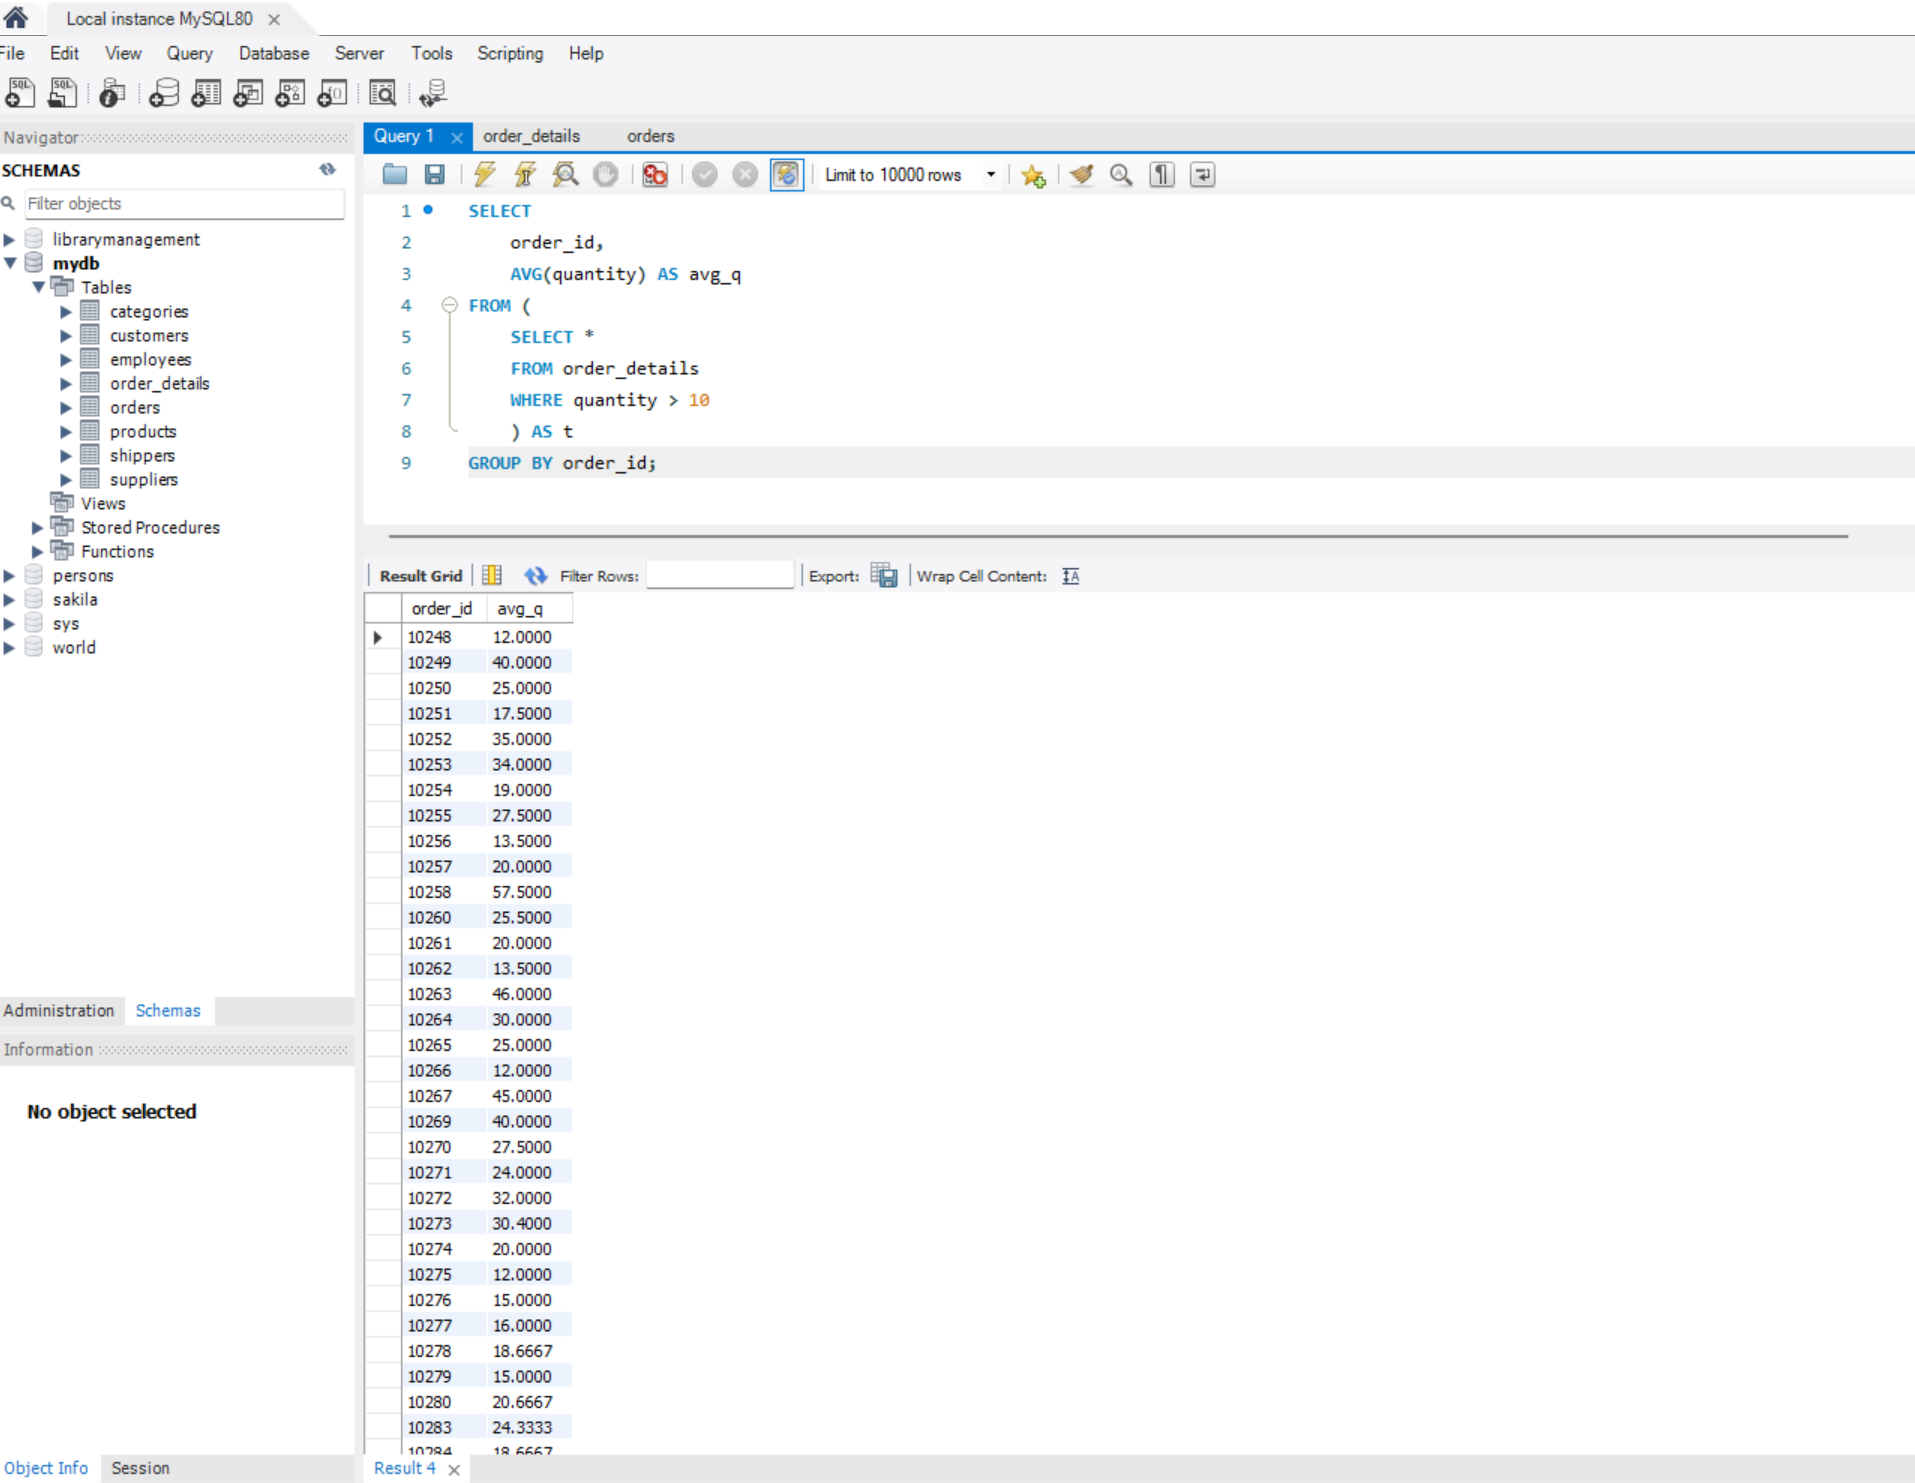 Local instance MySQL80 ×
File Edit View Query Database Server Tools Scripting Help
SQL SQL
Navigator
SCHEMAS
Filter objects
librarymanagement
mydb
Tables
categories
customers
employees
order_details
orders
products
shippers
suppliers
Views
Stored Procedures
Functions
persons
sakila
sys
world
Administration Schemas
Information
No object selected
Object Info Session
Query 1 × order_details orders
Limit to 10000 rows
1 SELECT
2 order_id,
3 AVG(quantity) AS avg_q
4 FROM (
5 SELECT *
6 FROM order_details
7 WHERE quantity > 10
8 ) AS t
9 GROUP BY order_id;
Result Grid Filter Rows: Export: Wrap Cell Content:
order_id avg_q
10248 12.0000
10249 40.0000
10250 25.0000
10251 17.5000
10252 35.0000
10253 34.0000
10254 19.0000
10255 27.5000
10256 13.5000
10257 20.0000
10258 57.5000
10260 25.5000
10261 20.0000
10262 13.5000
10263 46.0000
10264 30.0000
10265 25.0000
10266 12.0000
10267 45.0000
10269 40.0000
10270 27.5000
10271 24.0000
10272 32.0000
10273 30.4000
10274 20.0000
10275 12.0000
10276 15.0000
10277 16.0000
10278 18.6667
10279 15.0000
10280 20.6667
10283 24.3333
10284 18.6667
Result 4 ×